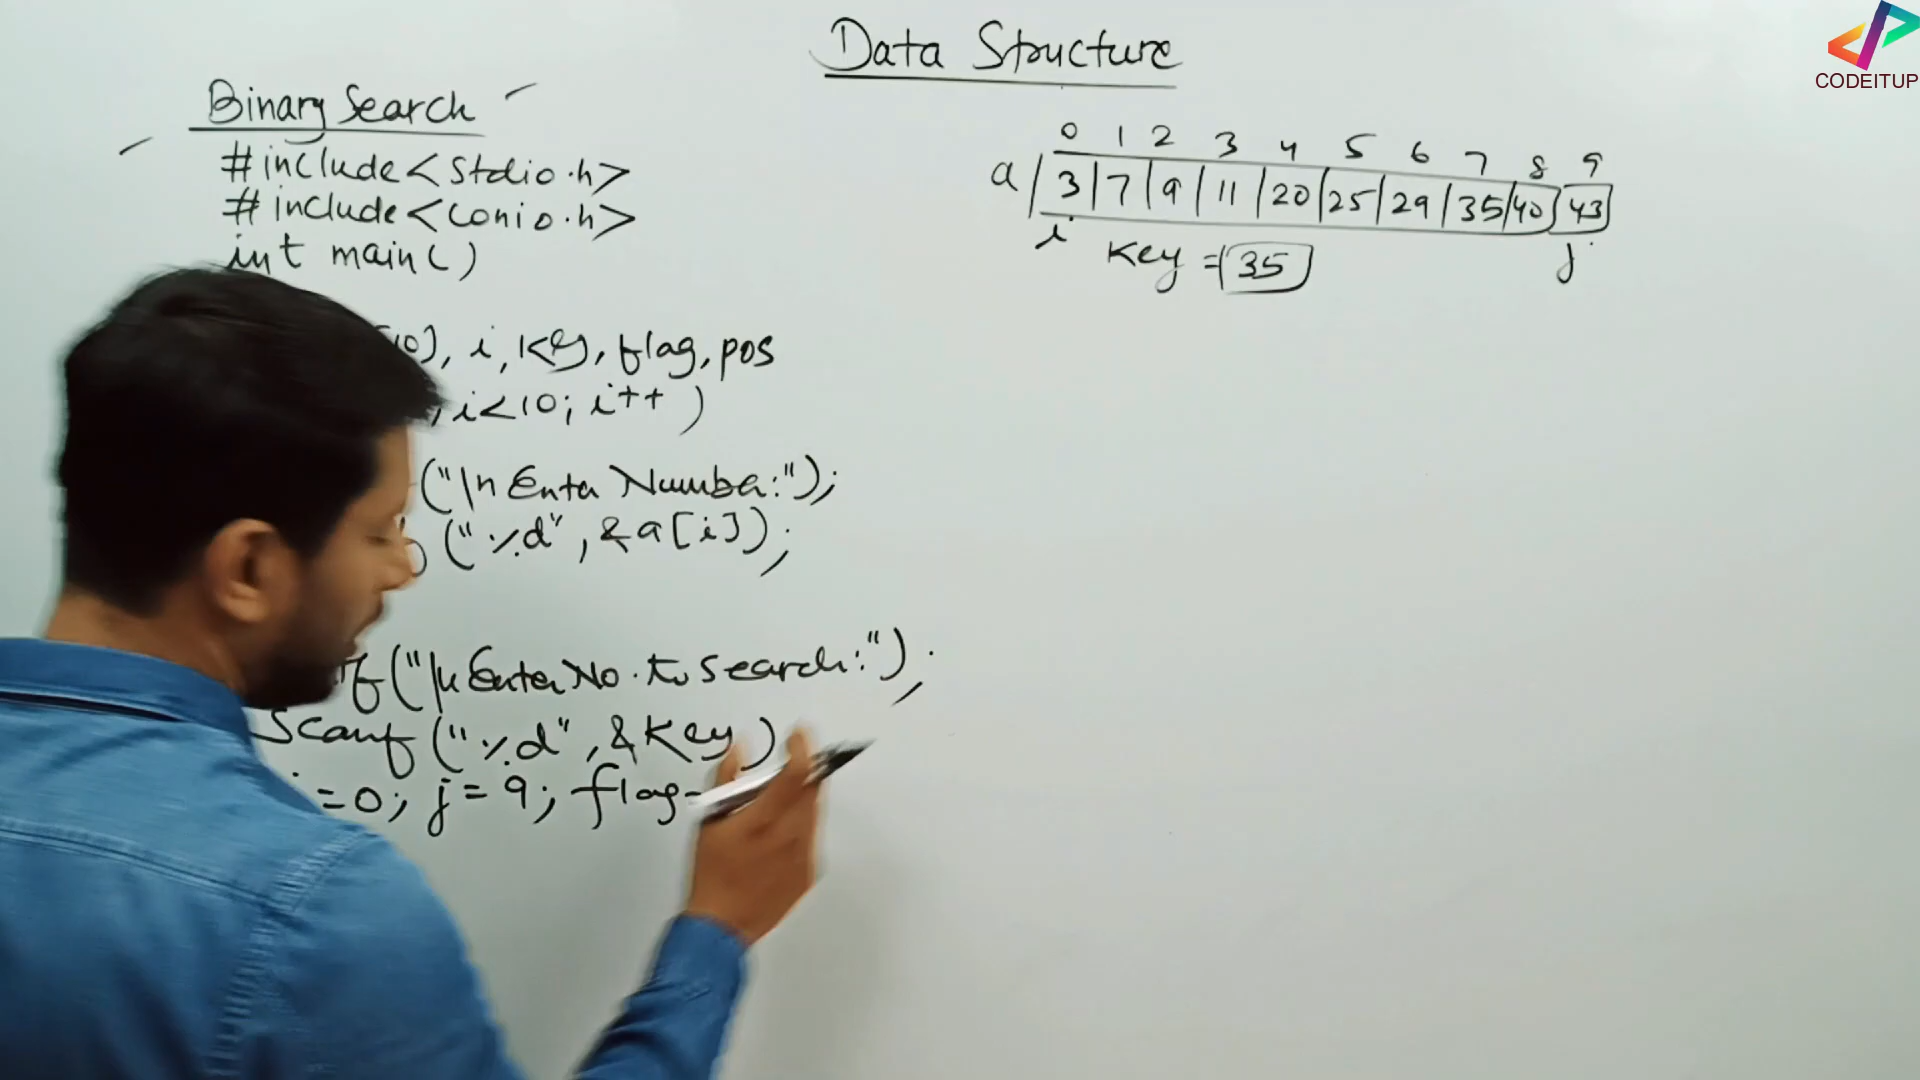 Data Structure
CODEITUP
Binary Search
#include<stdio.h>
#include<conio.h>
int main()
10], i, key, flag, pos
, i<10; i++ )
("\n Enter Number:");
("%d", &a[i]);
f("\n Enter No. to search:");
scanf("%d", &key)
i=0; j=9; flag=
0 1 2 3 4 5 6 7 8 9
a 3 7 9 11 20 25 29 35 40 43
i j
key = 35